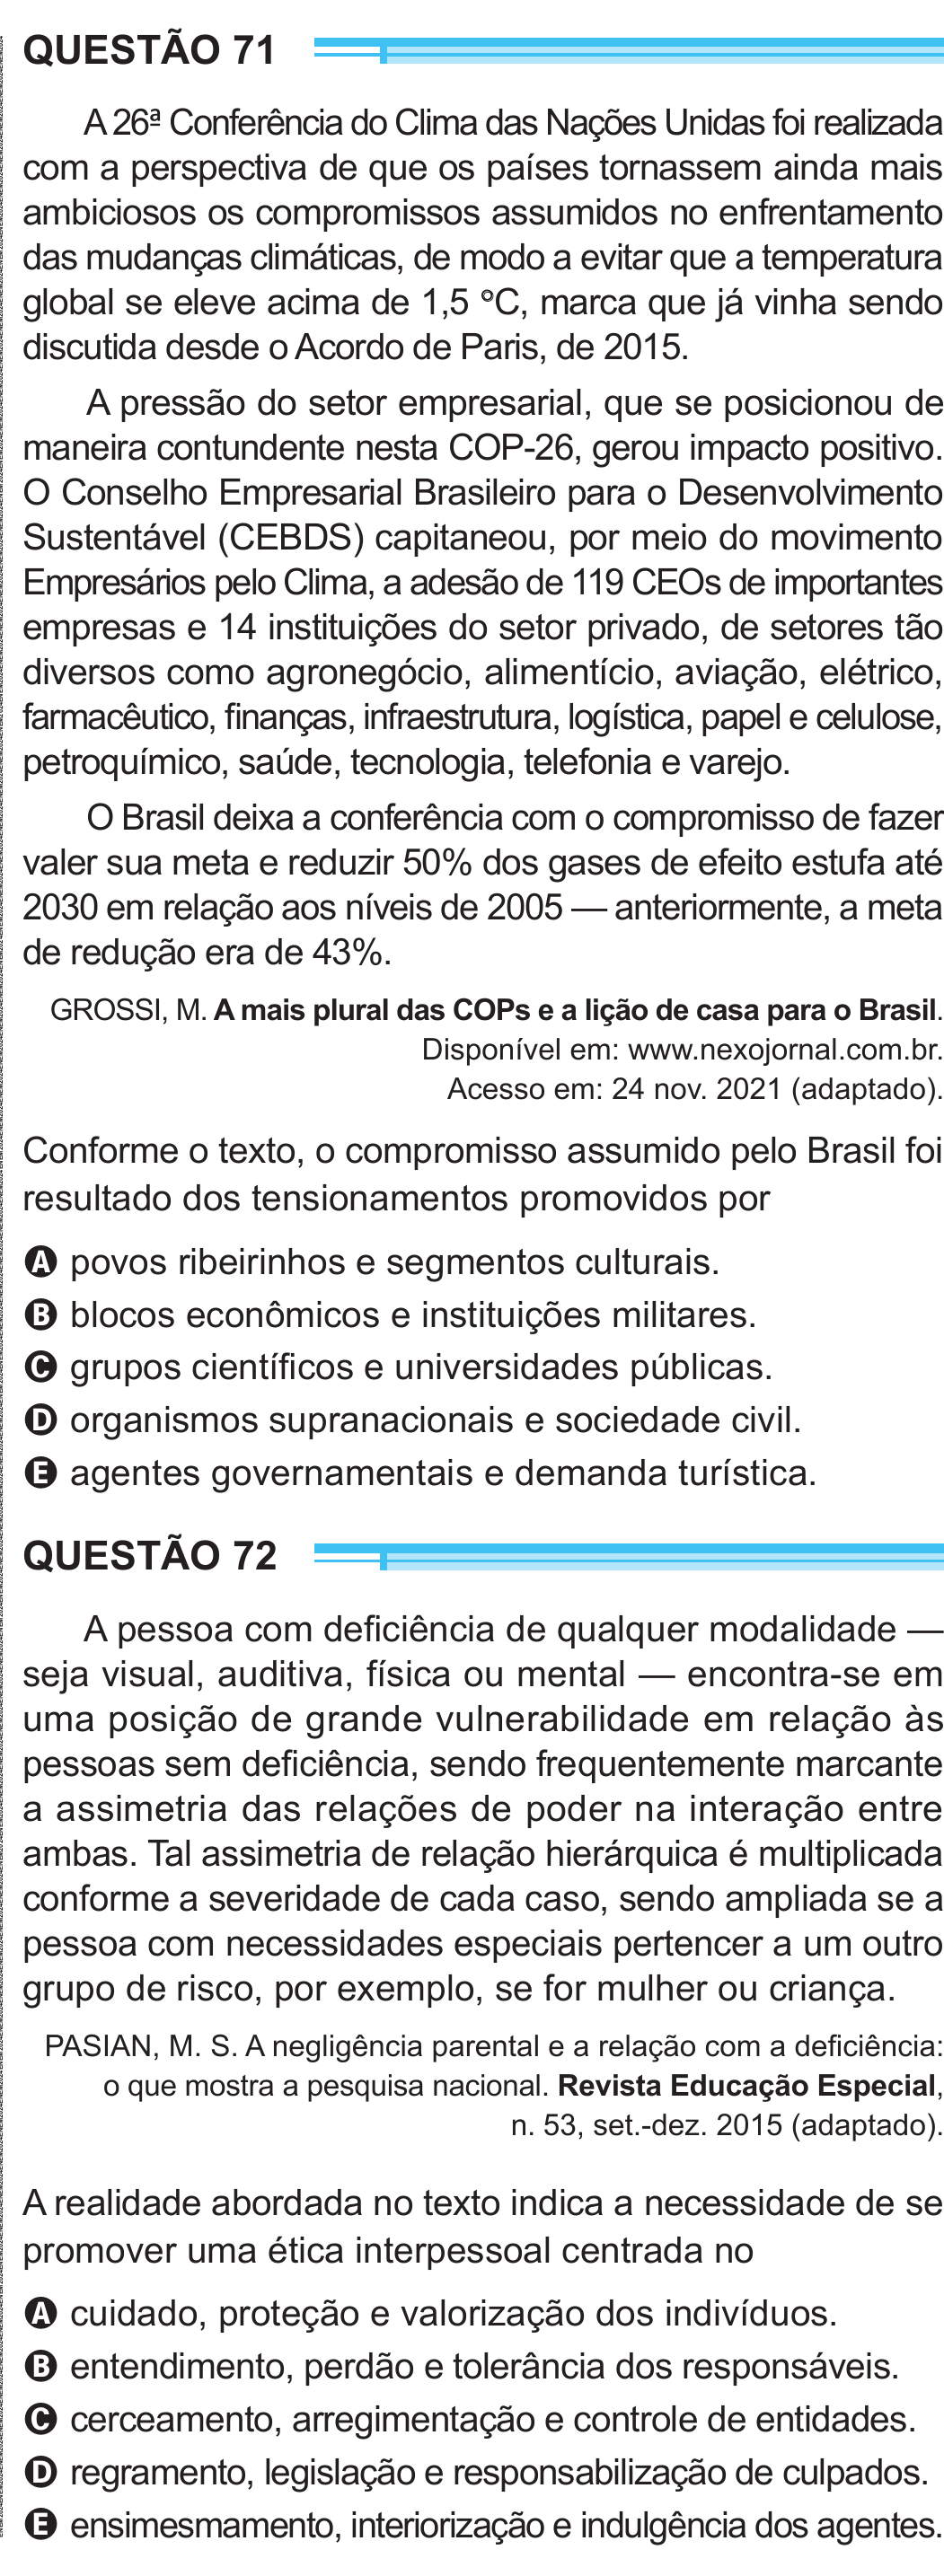 QUESTÃO 71
A 26ª Conferência do Clima das Nações Unidas foi realizada
com a perspectiva de que os países tornassem ainda mais
ambiciosos os compromissos assumidos no enfrentamento
das mudanças climáticas, de modo a evitar que a temperatura
global se eleve acima de 1,5 ºC, marca que já vinha sendo
discutida desde o Acordo de Paris, de 2015.
A pressão do setor empresarial, que se posicionou de
maneira contundente nesta COP-26, gerou impacto positivo.
O Conselho Empresarial Brasileiro para o Desenvolvimento
Sustentável (CEBDS) capitaneou, por meio do movimento
Empresários pelo Clima, a adesão de 119 CEOs de importantes
empresas e 14 instituições do setor privado, de setores tão
diversos como agronegócio, alimentício, aviação, elétrico,
farmacêutico, finanças, infraestrutura, logística, papel e celulose,
petroquímico, saúde, tecnologia, telefonia e varejo.
O Brasil deixa a conferência com o compromisso de fazer
valer sua meta e reduzir 50% dos gases de efeito estufa até
2030 em relação aos níveis de 2005 — anteriormente, a meta
de redução era de 43%.
GROSSI, M. A mais plural das COPs e a lição de casa para o Brasil.
Disponível em: www.nexojornal.com.br.
Acesso em: 24 nov. 2021 (adaptado).
Conforme o texto, o compromisso assumido pelo Brasil foi
resultado dos tensionamentos promovidos por
A povos ribeirinhos e segmentos culturais.
B blocos econômicos e instituições militares.
C grupos científicos e universidades públicas.
D organismos supranacionais e sociedade civil.
E agentes governamentais e demanda turística.
QUESTÃO 72
A pessoa com deficiência de qualquer modalidade —
seja visual, auditiva, física ou mental — encontra-se em
uma posição de grande vulnerabilidade em relação às
pessoas sem deficiência, sendo frequentemente marcante
a assimetria das relações de poder na interação entre
ambas. Tal assimetria de relação hierárquica é multiplicada
conforme a severidade de cada caso, sendo ampliada se a
pessoa com necessidades especiais pertencer a um outro
grupo de risco, por exemplo, se for mulher ou criança.
PASIAN, M. S. A negligência parental e a relação com a deficiência:
o que mostra a pesquisa nacional. Revista Educação Especial,
n. 53, set.-dez. 2015 (adaptado).
A realidade abordada no texto indica a necessidade de se
promover uma ética interpessoal centrada no
A cuidado, proteção e valorização dos indivíduos.
B entendimento, perdão e tolerância dos responsáveis.
C cerceamento, arregimentação e controle de entidades.
D regramento, legislação e responsabilização de culpados.
E ensimesmamento, interiorização e indulgência dos agentes.